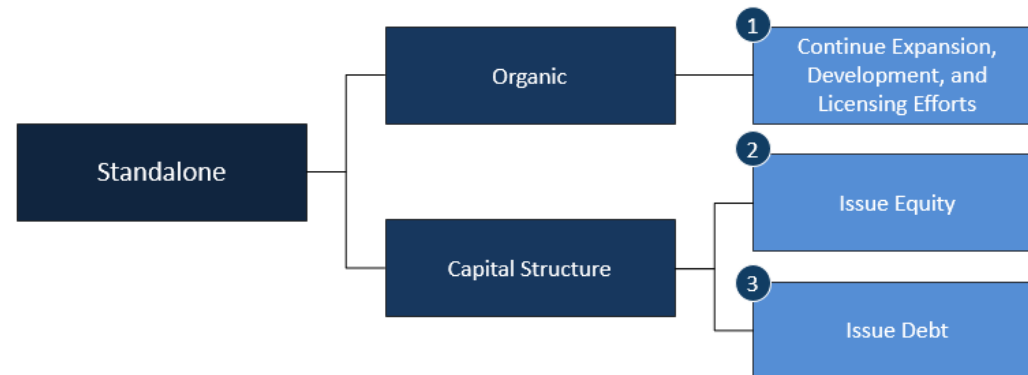 Standalone
Organic
1
Continue Expansion,
Development, and
Licensing Efforts
Capital Structure
2
Issue Equity
3
Issue Debt